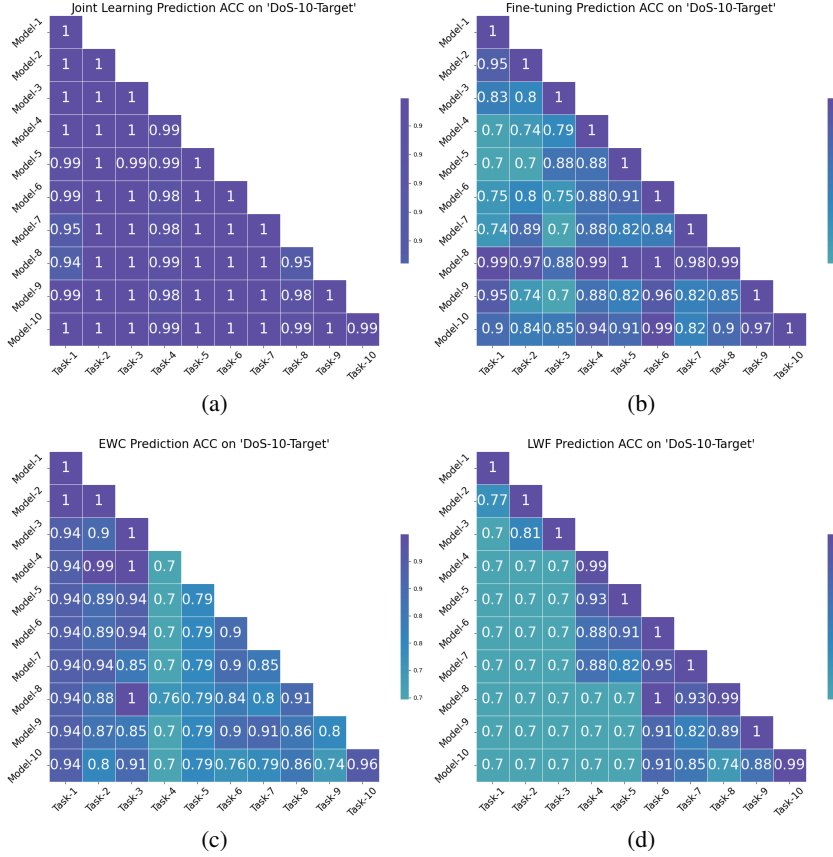 Joint Learning Prediction ACC on 'DoS-10-Target'
Model-1 1
Model-2 1 1
Model-3 1 1 1
Model-4 1 1 1 0.99
Model-5 0.99 1 0.99 0.99 1
Model-6 0.99 1 1 0.98 1 1
Model-7 0.95 1 1 0.98 1 1 1
Model-8 0.94 1 1 0.99 1 1 1 0.95
Model-9 0.99 1 1 0.98 1 1 1 0.98 1
Model-10 1 1 1 0.99 1 1 1 0.99 1 0.99
Task-1 Task-2 Task-3 Task-4 Task-5 Task-6 Task-7 Task-8 Task-9 Task-10
0.9
0.9
0.9
0.9
(a)
Fine-tuning Prediction ACC on 'DoS-10-Target'
Model-1 1
Model-2 0.95 1
Model-3 0.83 0.8 1
Model-4 0.7 0.74 0.79 1
Model-5 0.7 0.7 0.88 0.88 1
Model-6 0.75 0.8 0.75 0.88 0.91 1
Model-7 0.74 0.89 0.7 0.88 0.82 0.84 1
Model-8 0.99 0.97 0.88 0.99 1 1 0.98 0.99
Model-9 0.95 0.74 0.7 0.88 0.82 0.96 0.82 0.85 1
Model-10 0.9 0.84 0.85 0.94 0.91 0.99 0.82 0.9 0.97 1
Task-1 Task-2 Task-3 Task-4 Task-5 Task-6 Task-7 Task-8 Task-9 Task-10
(b)
EWC Prediction ACC on 'DoS-10-Target'
Model-1 1
Model-2 1 1
Model-3 0.94 0.9 1
Model-4 0.94 0.99 1 0.7
Model-5 0.94 0.89 0.94 0.7 0.79
Model-6 0.94 0.89 0.94 0.7 0.79 0.9
Model-7 0.94 0.94 0.85 0.7 0.79 0.9 0.85
Model-8 0.94 0.88 1 0.76 0.79 0.84 0.8 0.91
Model-9 0.94 0.87 0.85 0.7 0.79 0.9 0.91 0.86 0.8
Model-10 0.94 0.8 0.91 0.7 0.79 0.76 0.79 0.86 0.74 0.96
Task-1 Task-2 Task-3 Task-4 Task-5 Task-6 Task-7 Task-8 Task-9 Task-10
0.9
0.9
0.8
0.8
0.7
0.7
(c)
LWF Prediction ACC on 'DoS-10-Target'
Model-1 1
Model-2 0.77 1
Model-3 0.7 0.81 1
Model-4 0.7 0.7 0.7 0.99
Model-5 0.7 0.7 0.7 0.93 1
Model-6 0.7 0.7 0.7 0.88 0.91 1
Model-7 0.7 0.7 0.7 0.88 0.82 0.95 1
Model-8 0.7 0.7 0.7 0.7 0.7 1 0.93 0.99
Model-9 0.7 0.7 0.7 0.7 0.7 0.91 0.82 0.89 1
Model-10 0.7 0.7 0.7 0.7 0.7 0.91 0.85 0.74 0.88 0.99
Task-1 Task-2 Task-3 Task-4 Task-5 Task-6 Task-7 Task-8 Task-9 Task-10
(d)